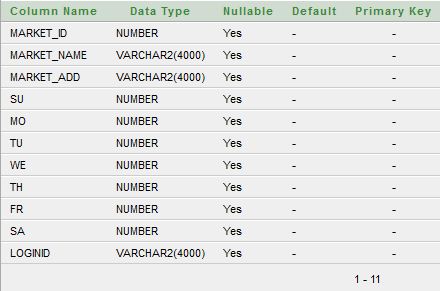 Column Name Data Type Nullable Default Primary Key
MARKET_ID NUMBER Yes - -
MARKET_NAME VARCHAR2(4000) Yes - -
MARKET_ADD VARCHAR2(4000) Yes - -
SU NUMBER Yes - -
MO NUMBER Yes - -
TU NUMBER Yes - -
WE NUMBER Yes - -
TH NUMBER Yes - -
FR NUMBER Yes - -
SA NUMBER Yes - -
LOGINID VARCHAR2(4000) Yes - -
1 - 11